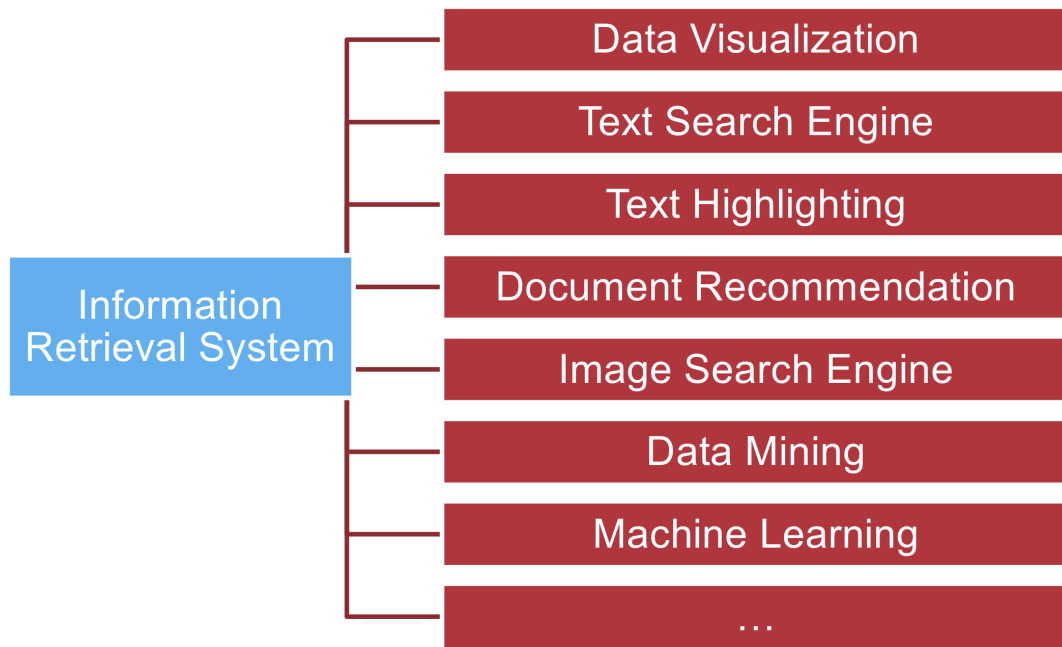 Data Visualization
Text Search Engine
Text Highlighting
Information
Retrieval System
Document Recommendation
Image Search Engine
Data Mining
Machine Learning
…